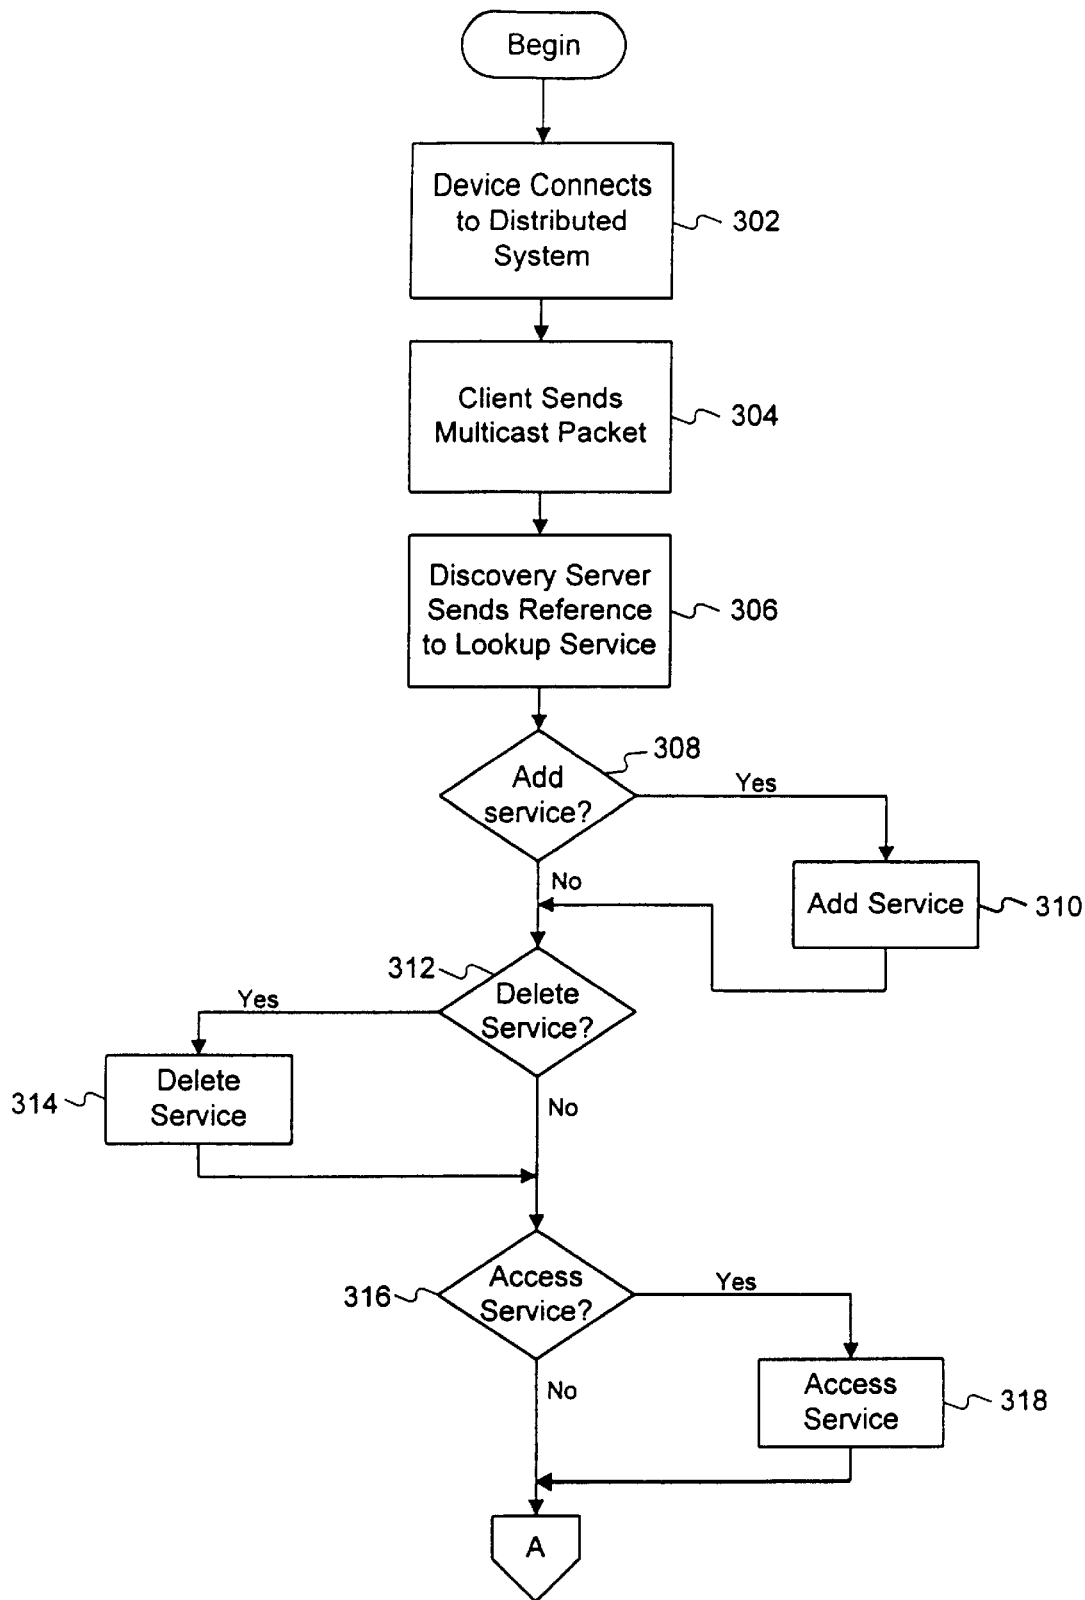 Begin
Device Connects
to Distributed
System
302
Client Sends
Multicast Packet
304
Discovery Server
Sends Reference
to Lookup Service
306
308
Add
service?
Yes
No
Add Service
310
312
Delete
Service?
Yes
No
Delete
Service
314
Access
Service?
316
Yes
No
Access
Service
318
A